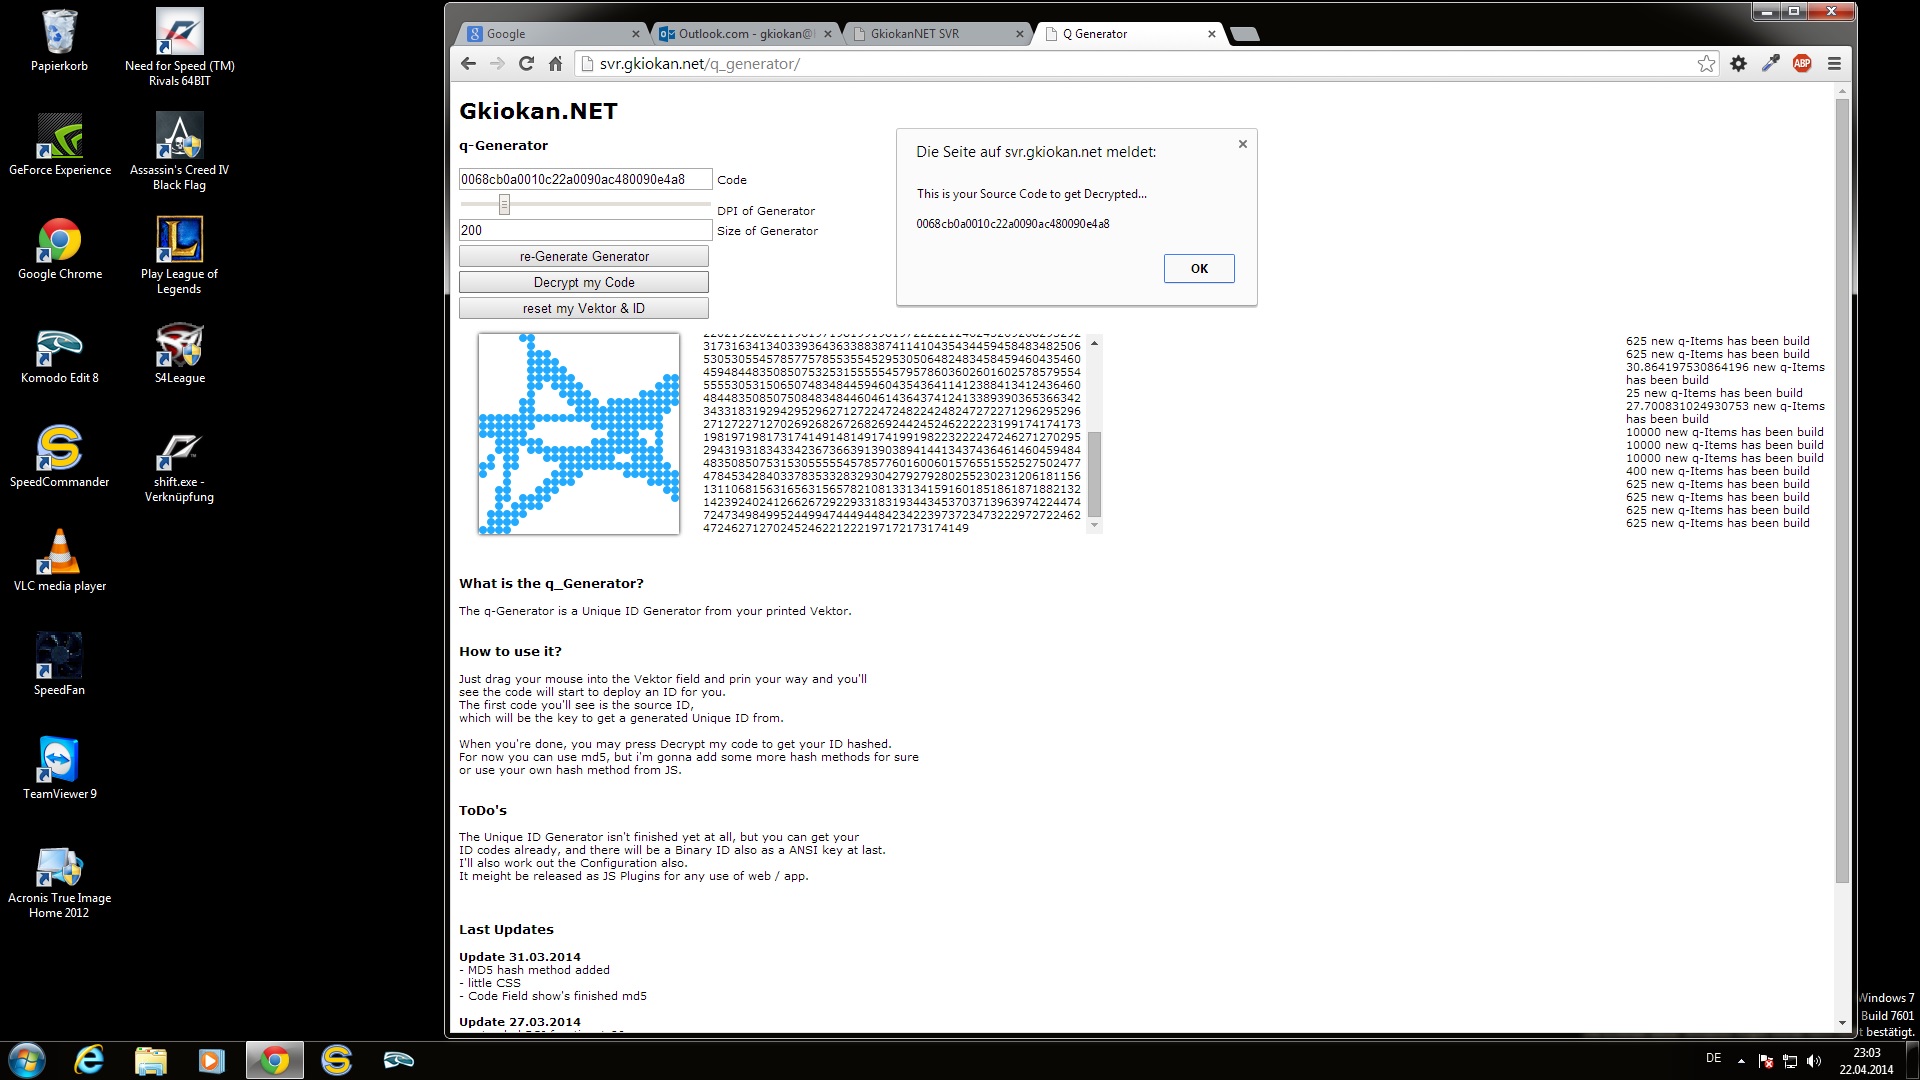 Papierkorb
Need for Speed (TM)
Rivals 64BIT
GeForce Experience
Assassin's Creed IV
Black Flag
Google Chrome
Play League of
Legends
Komodo Edit 8
S4League
SpeedCommander
shift.exe -
Verknüpfung
VLC media player
SpeedFan
TeamViewer 9
Acronis True Image
Home 2012
Google
Outlook.com - gkiokan@
GkiokanNET SVR
Q Generator
svr.gkiokan.net/q_generator/
ABP
Gkiokan.NET
q-Generator
0068cb0a0010c22a0090ac480090e4a8 Code
DPI of Generator
200 Size of Generator
re-Generate Generator
Decrypt my Code
reset my Vektor & ID
Die Seite auf svr.gkiokan.net meldet:
This is your Source Code to get Decrypted...
0068cb0a0010c22a0090ac480090e4a8
OK
317316341340339364363388387411410435434459458483482506
530530554578577578553554529530506482483458459460435460
459484483508507532531555554579578603602601602578579554
555530531506507483484459460435436411412388413412436460
484483508507508483484460461436437412413389390365366342
343318319294295296271272247248224248247272271296295296
271272271270269268267268269244245246222223199174174173
198197198173174149148149174199198223222247246271270295
294319318343342367366391390389414413437436461460459484
483508507531530555554578577601600601576551552527502477
478453428403378353328329304279279280255230231206181156
131106815631656315657821081331341591601851861871882132
142392402412662672922933183193443453703713963974224474
724734984995244994744494484234223973723473222972722462
47246271270245246221222197172173174149
625 new q-Items has been build
625 new q-Items has been build
30.864197530864196 new q-Items
has been build
25 new q-Items has been build
27.700831024930753 new q-Items
has been build
10000 new q-Items has been build
10000 new q-Items has been build
10000 new q-Items has been build
400 new q-Items has been build
625 new q-Items has been build
625 new q-Items has been build
625 new q-Items has been build
625 new q-Items has been build
What is the q_Generator?
The q-Generator is a Unique ID Generator from your printed Vektor.
How to use it?
Just drag your mouse into the Vektor field and prin your way and you'll
see the code will start to deploy an ID for you.
The first code you'll see is the source ID,
which will be the key to get a generated Unique ID from.
When you're done, you may press Decrypt my code to get your ID hashed.
For now you can use md5, but i'm gonna add some more hash methods for sure
or use your own hash method from JS.
ToDo's
The Unique ID Generator isn't finished yet at all, but you can get your
ID codes already, and there will be a Binary ID also as a ANSI key at last.
I'll also work out the Configuration also.
It meight be released as JS Plugins for any use of web / app.
Last Updates
Update 31.03.2014
- MD5 hash method added
- little CSS
- Code Field show's finished md5
Update 27.03.2014
Windows 7
Build 7601
t bestätigt.
DE
23:03
22.04.2014